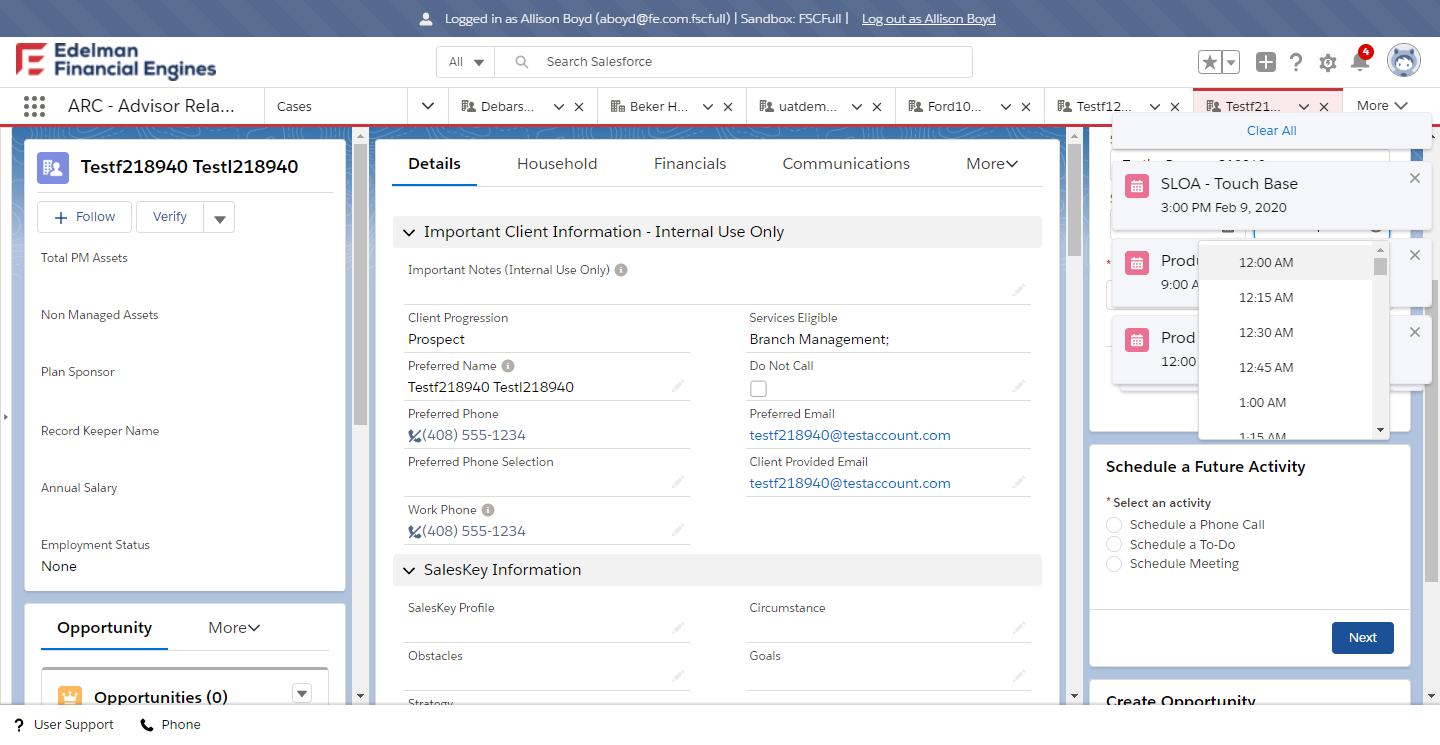 Logged in as Allison Boyd (aboyd@fe.com.fscfull) | Sandbox: FSCFull | Log out as Allison Boyd
Edelman
Financial Engines
All
Search Salesforce
4
ARC - Advisor Rela...
Cases
Debars...
Beker H...
uatdem...
Ford10...
Testf12...
Testf21...
More
Testf218940 Testl218940
Follow
Verify
Total PM Assets
Non Managed Assets
Plan Sponsor
Record Keeper Name
Annual Salary
Employment Status
None
Opportunity
More
Opportunities (0)
Details
Household
Financials
Communications
More
Important Client Information - Internal Use Only
Important Notes (Internal Use Only)
Client Progression
Prospect
Services Eligible
Branch Management;
Preferred Name
Testf218940 Testl218940
Do Not Call
Preferred Phone
(408) 555-1234
Preferred Email
testf218940@testaccount.com
Preferred Phone Selection
Client Provided Email
testf218940@testaccount.com
Work Phone
(408) 555-1234
SalesKey Information
SalesKey Profile
Circumstance
Obstacles
Goals
Strategy
Clear All
SLOA - Touch Base
3:00 PM Feb 9, 2020
Produ
9:00 A
Prod
12:00
12:00 AM
12:15 AM
12:30 AM
12:45 AM
1:00 AM
1:15 AM
Schedule a Future Activity
* Select an activity
Schedule a Phone Call
Schedule a To-Do
Schedule Meeting
Next
Create Opportunity
User Support
Phone